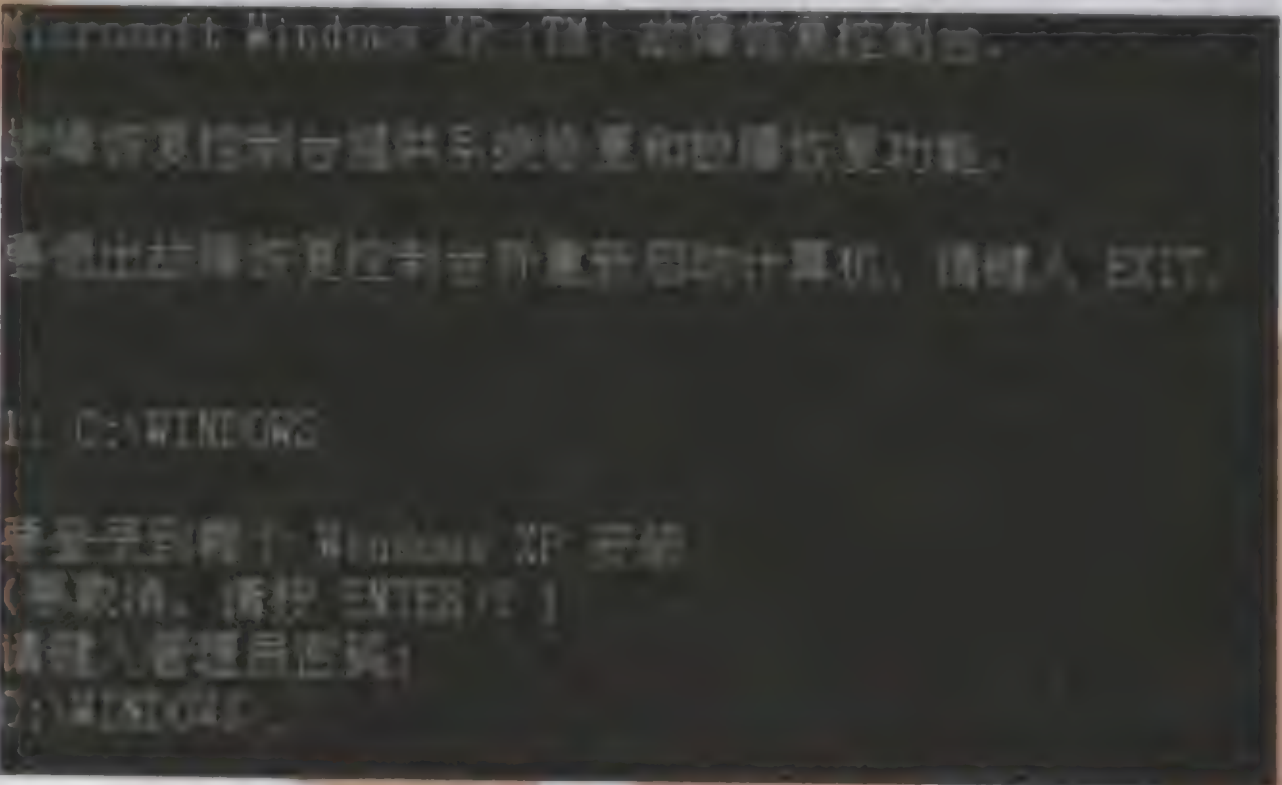 Microsoft Windows XP (TM) 故障恢复控制台.
故障恢复控制台提供系统修复和故障恢复功能.
要退出故障恢复控制台并重新启动计算机, 请键入 EXIT.
1: C:\WINDOWS
要登录到哪个 Windows XP 安装
(要取消, 请按 ENTER)? 1
请键入管理员密码:
C:\WINDOWS